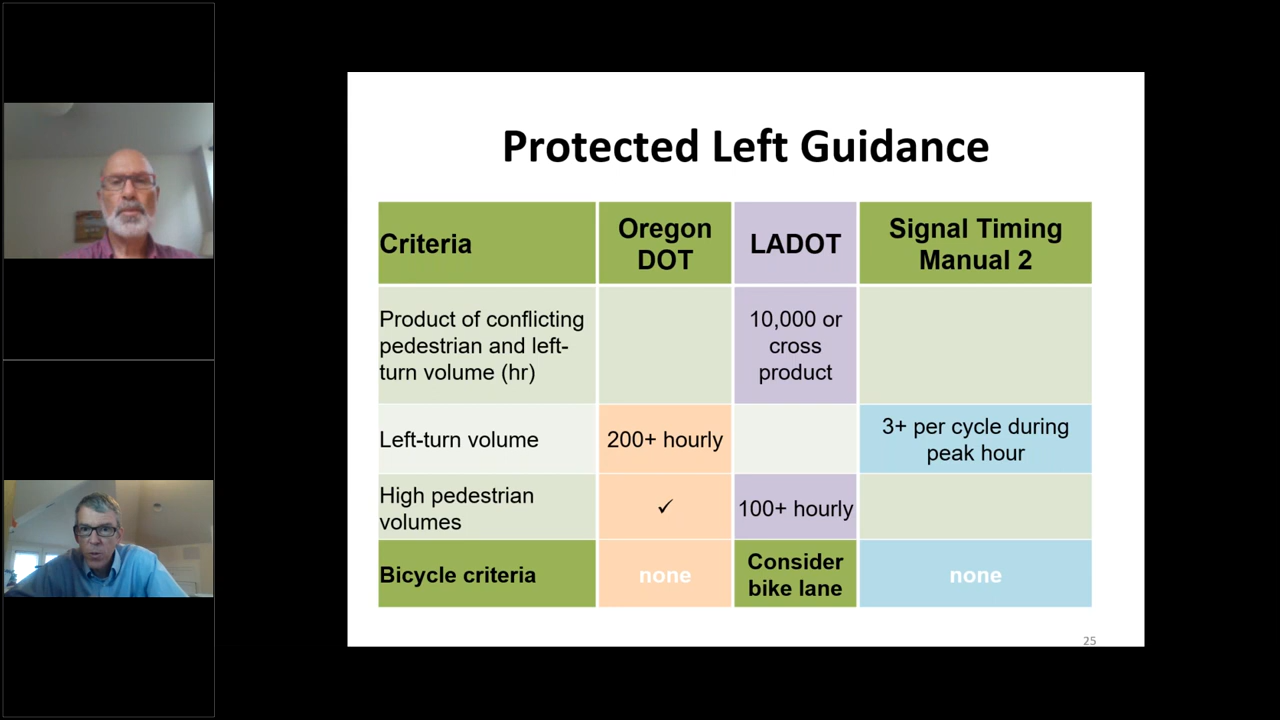 Protected Left Guidance
Criteria
Oregon
DOT
LADOT
Signal Timing
Manual 2
Product of conflicting
pedestrian and left-
turn volume (hr)
10,000 or
cross
product
Left-turn volume
200+ hourly
3+ per cycle during
peak hour
High pedestrian
volumes
✓
100+ hourly
Bicycle criteria
none
Consider
bike lane
none
25